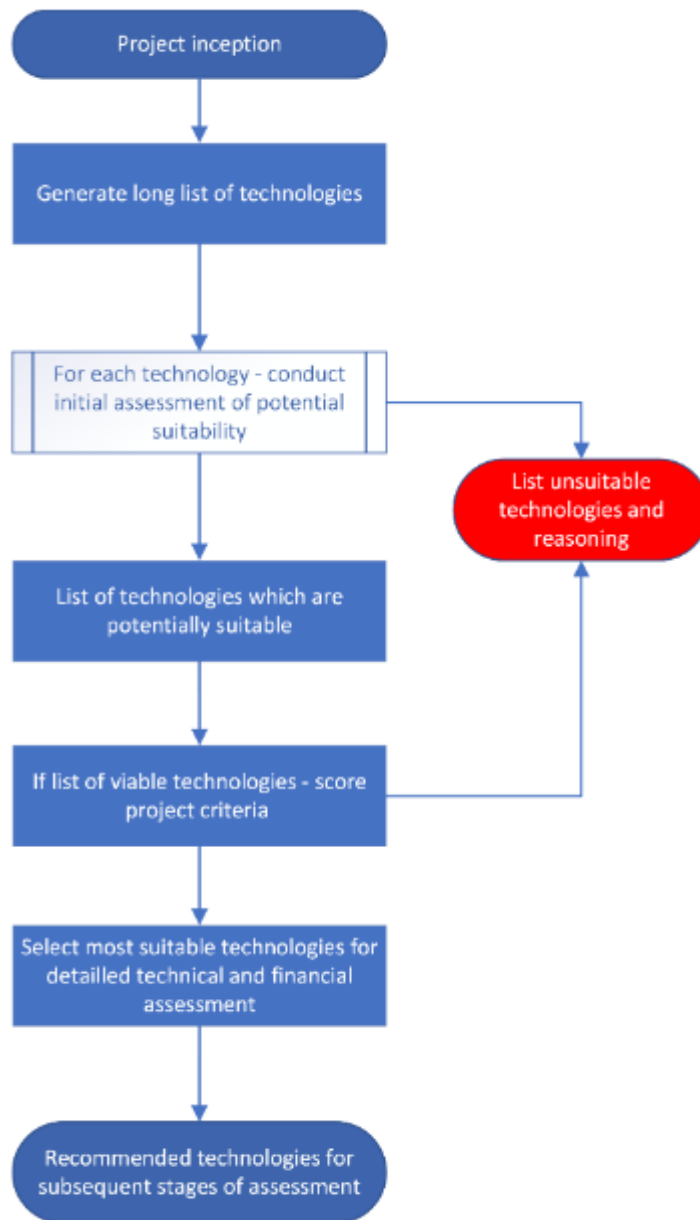 Project inception
Generate long list of technologies
For each technology - conduct
initial assessment of potential
suitability
List unsuitable
technologies and
reasoning
List of technologies which are
potentially suitable
If list of viable technologies - score
project criteria
Select most suitable technologies for
detailled technical and financial
assessment
Recommended technologies for
subsequent stages of assessment